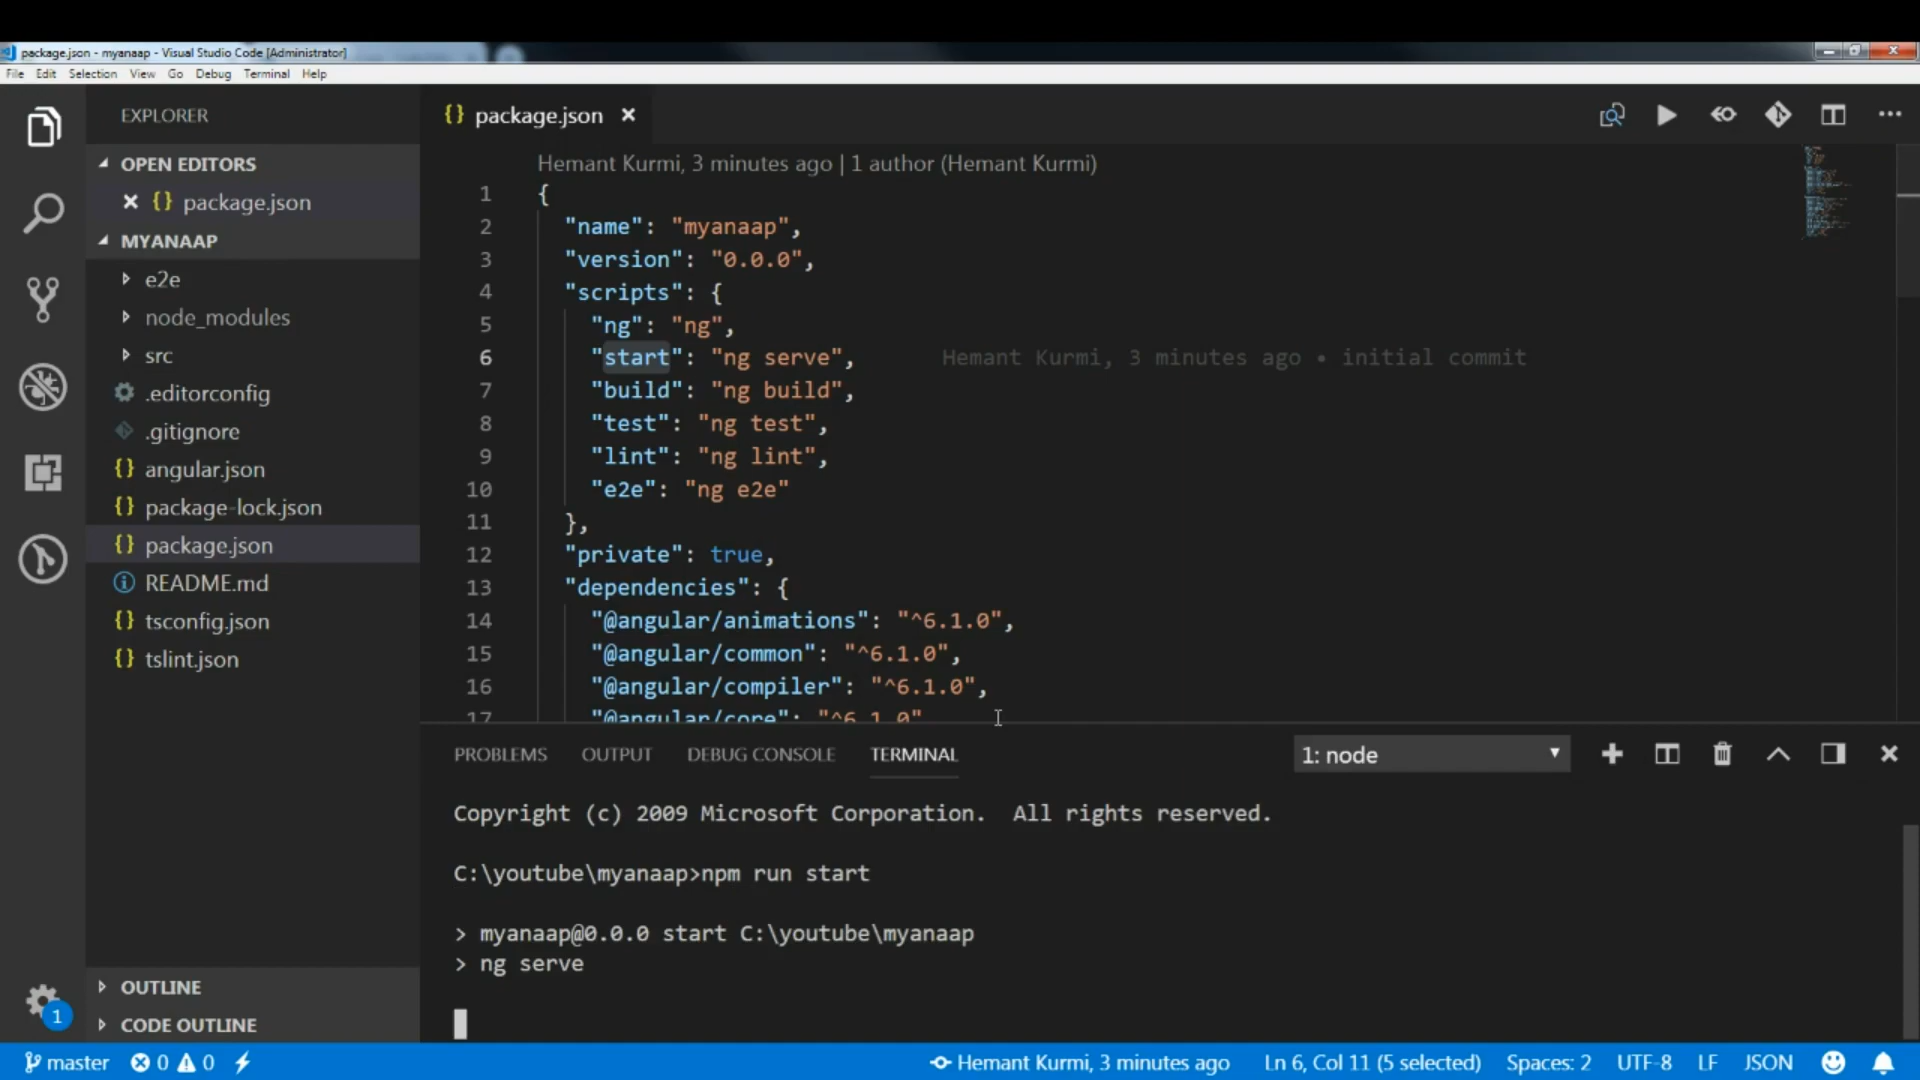 package.json - myanaap - Visual Studio Code [Administrator]
File Edit Selection View Go Debug Terminal Help
EXPLORER
OPEN EDITORS
{} package.json
MYANAAP
e2e
node_modules
src
.editorconfig
.gitignore
{} angular.json
{} package-lock.json
{} package.json
README.md
{} tsconfig.json
{} tslint.json
OUTLINE
CODE OUTLINE
1
{} package.json
Hemant Kurmi, 3 minutes ago | 1 author (Hemant Kurmi)
1 {
2 "name": "myanaap",
3 "version": "0.0.0",
4 "scripts": {
5 "ng": "ng",
6 "start": "ng serve", Hemant Kurmi, 3 minutes ago • initial commit
7 "build": "ng build",
8 "test": "ng test",
9 "lint": "ng lint",
10 "e2e": "ng e2e"
11 },
12 "private": true,
13 "dependencies": {
14 "@angular/animations": "^6.1.0",
15 "@angular/common": "^6.1.0",
16 "@angular/compiler": "^6.1.0",
17 "@angular/core": "^6.1.0"
PROBLEMS OUTPUT DEBUG CONSOLE TERMINAL 1: node
Copyright (c) 2009 Microsoft Corporation. All rights reserved.
C:\youtube\myanaap>npm run start
> myanaap@0.0.0 start C:\youtube\myanaap
> ng serve
master 0 0 Hemant Kurmi, 3 minutes ago Ln 6, Col 11 (5 selected) Spaces: 2 UTF-8 LF JSON